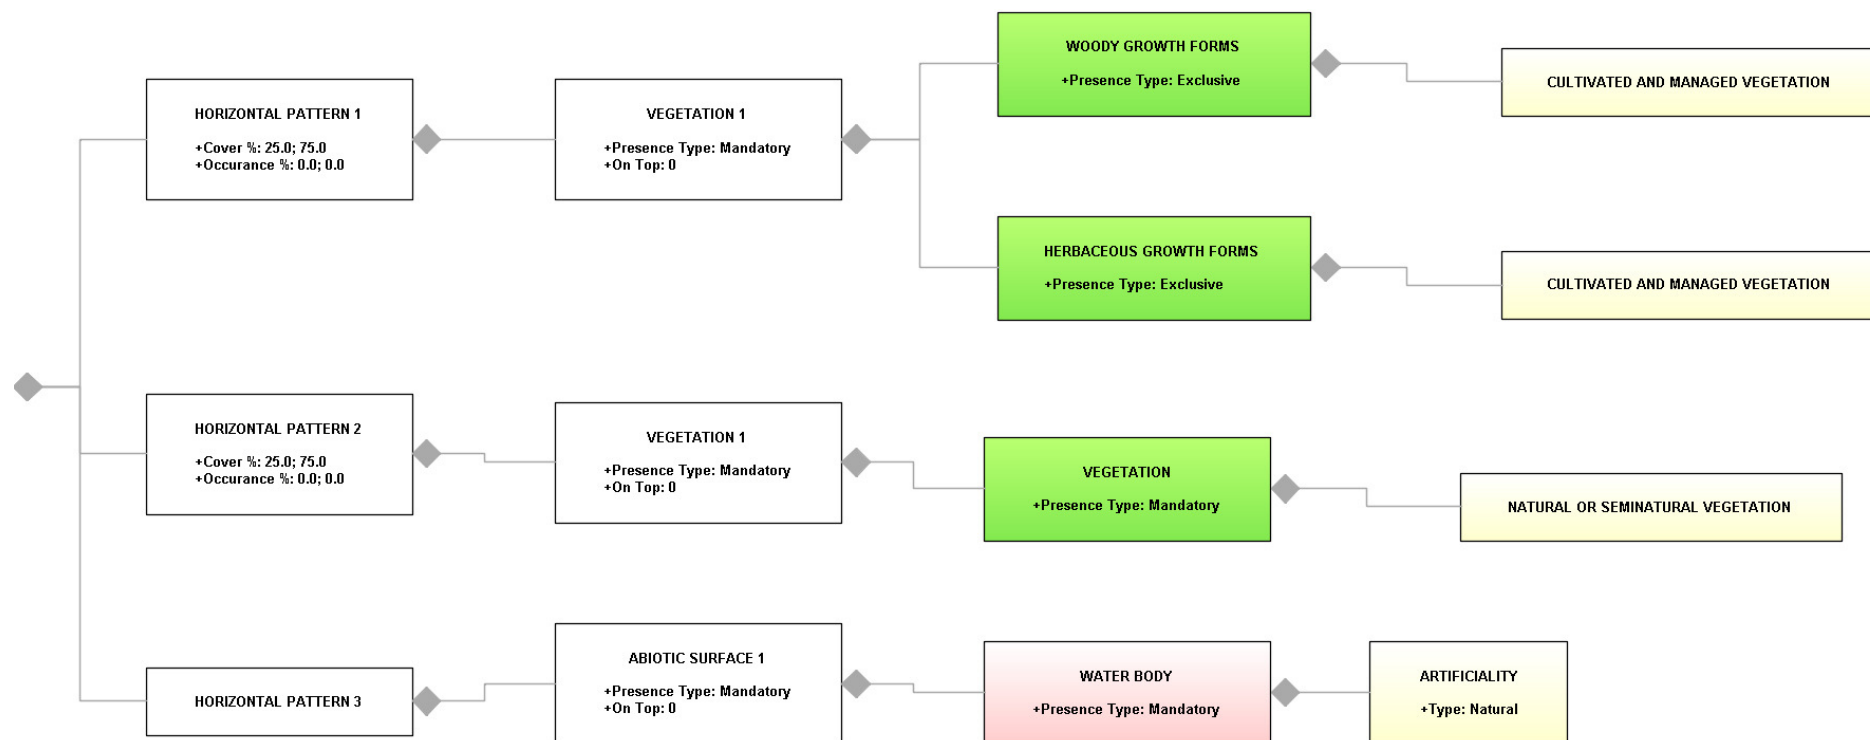 HORIZONTAL PATTERN 1
+Cover %: 25.0; 75.0
+Occurance %: 0.0; 0.0
VEGETATION 1
+Presence Type: Mandatory
+On Top: 0
WOODY GROWTH FORMS
+Presence Type: Exclusive
CULTIVATED AND MANAGED VEGETATION
HERBACEOUS GROWTH FORMS
+Presence Type: Exclusive
CULTIVATED AND MANAGED VEGETATION
HORIZONTAL PATTERN 2
+Cover %: 25.0; 75.0
+Occurance %: 0.0; 0.0
VEGETATION 1
+Presence Type: Mandatory
+On Top: 0
VEGETATION
+Presence Type: Mandatory
NATURAL OR SEMINATURAL VEGETATION
HORIZONTAL PATTERN 3
ABIOTIC SURFACE 1
+Presence Type: Mandatory
+On Top: 0
WATER BODY
+Presence Type: Mandatory
ARTIFICIALITY
+Type: Natural